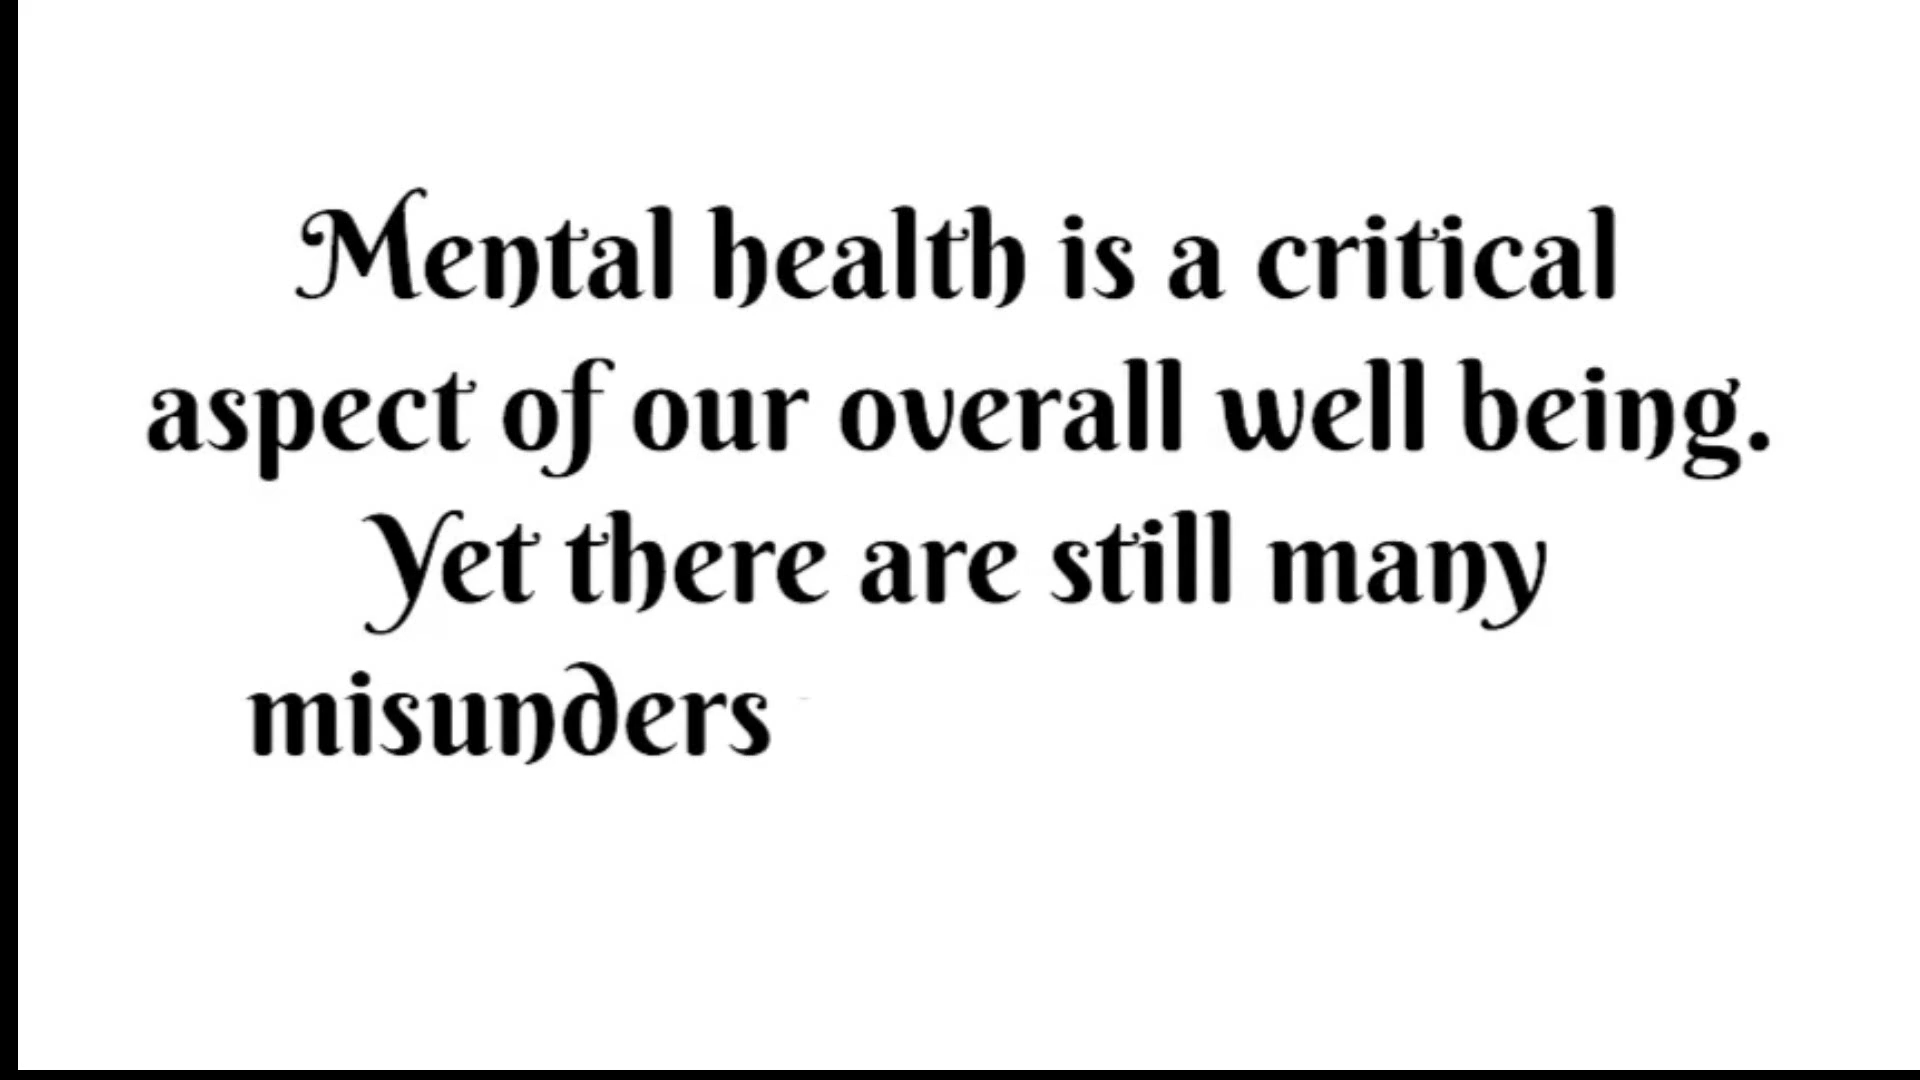 Mental health is a critical
aspect of our overall well being.
Yet there are still many
misunders